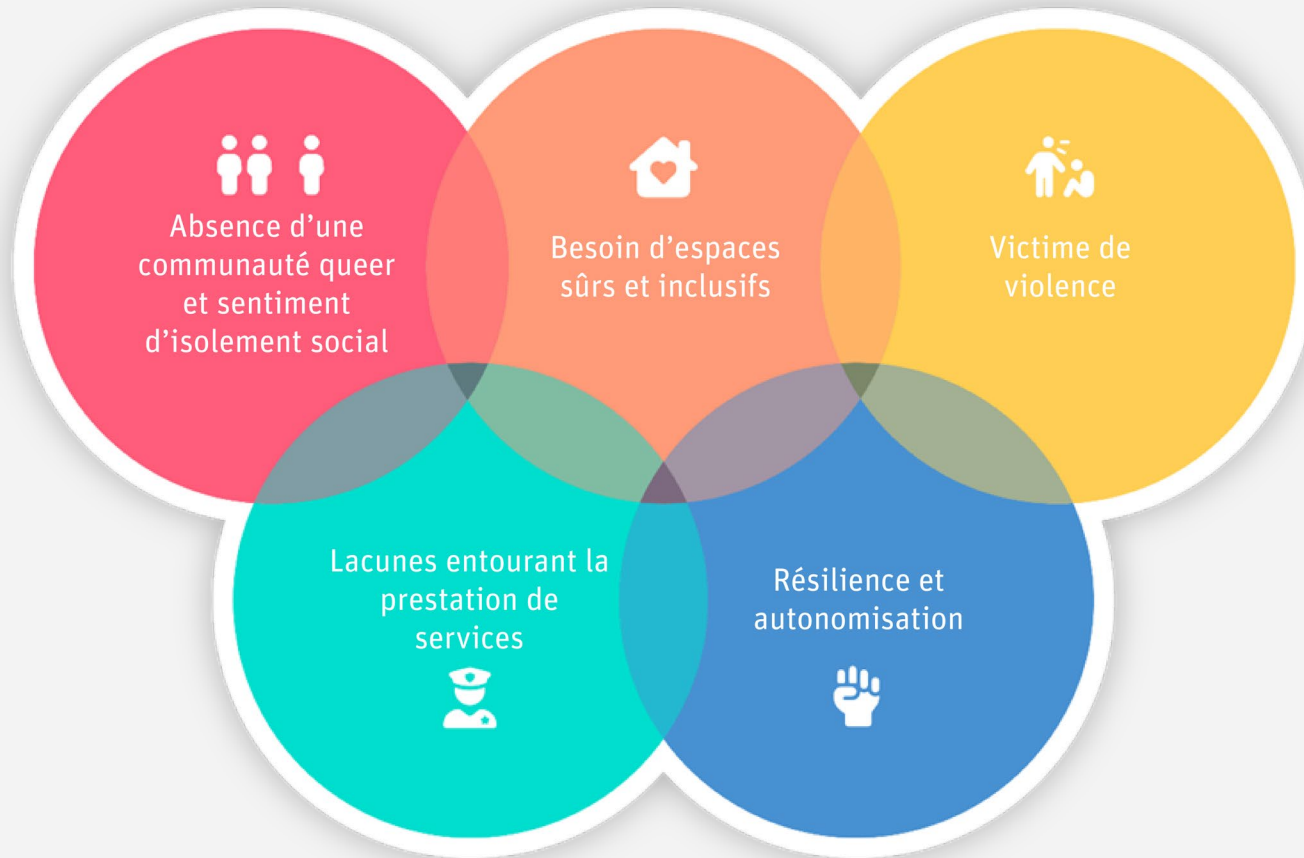 Absence d’une
communauté queer
et sentiment
d’isolement social
Besoin d’espaces
sûrs et inclusifs
Victime de
violence
Lacunes entourant la
prestation de
services
Résilience et
autonomisation